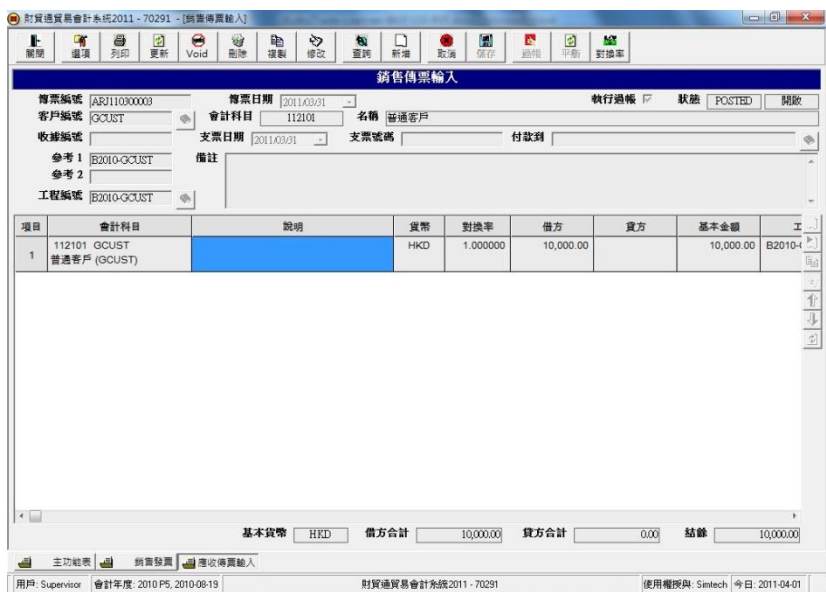 財貿通貿易會計系統2011 - 70291 - [銷售傳票輸入]
關閉 選項 列印 更新 Void 刪除 複製 修改 查詢 新增 取消 儲存 過帳 平衡 對換率
銷售傳票輸入
傳票編號 ARJ110300003 傳票日期 2011/03/31 執行過帳 狀態 POSTED 開啟
客戶編號 GCUST 會計科目 112101 名稱 普通客戶
收據編號 支票日期 2011/03/31 支票號碼 付款到
參考 1 B2010-GCUST 備註
參考 2
工程編號 B2010-GCUST
項目 會計科目 說明 貨幣 對換率 借方 貸方 基本金額 工
1 112101 GCUST HKD 1.000000 10,000.00 10,000.00 B2010-
普通客戶 (GCUST)
基本貨幣 HKD 借方合計 10,000.00 貸方合計 0.00 結餘 10,000.00
主功能表 銷售發票 應收傳票輸入
用戶: Supervisor 會計年度: 2010 P5, 2010-08-19 財貿通貿易會計系統2011 - 70291 使用權授與: Simtech 今日: 2011-04-01